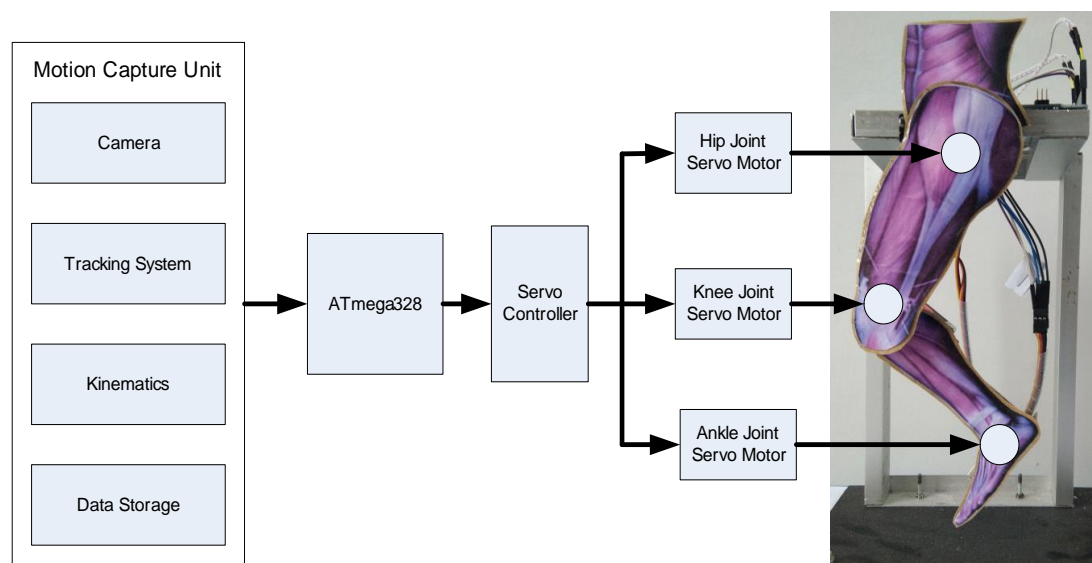 Motion Capture Unit
Camera
Tracking System
Kinematics
Data Storage
ATmega328
Servo
Controller
Hip Joint
Servo Motor
Knee Joint
Servo Motor
Ankle Joint
Servo Motor